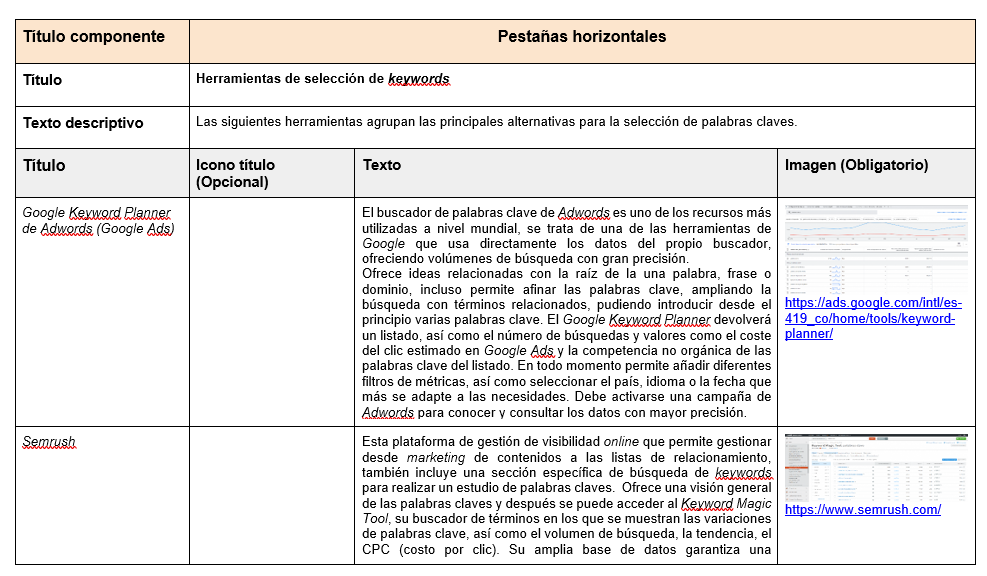 Título componente
Pestañas horizontales
Título
Herramientas de selección de keywords
Texto descriptivo
Las siguientes herramientas agrupan las principales alternativas para la selección de palabras claves.
Título
Icono título
(Opcional)
Texto
Imagen (Obligatorio)
Google Keyword Planner
de Adwords (Google Ads)
El buscador de palabras clave de Adwords es uno de los recursos más
utilizadas a nivel mundial, se trata de una de las herramientas de
Google que usa directamente los datos del propio buscador,
ofreciendo volúmenes de búsqueda con gran precisión.
Ofrece ideas relacionadas con la raíz de la una palabra, frase o
dominio, incluso permite afinar las palabras clave, ampliando la
búsqueda con términos relacionados, pudiendo introducir desde el
principio varias palabras clave. El Google Keyword Planner devolverá
un listado, así como el número de búsquedas y valores como el coste
del clic estimado en Google Ads y la competencia no orgánica de las
palabras clave del listado. En todo momento permite añadir diferentes
filtros de métricas, así como seleccionar el país, idioma o la fecha que
más se adapte a las necesidades. Debe activarse una campaña de
Adwords para conocer y consultar los datos con mayor precisión.
https://ads.google.com/intl/es-
419_co/home/tools/keyword-
planner/
Semrush
Esta plataforma de gestión de visibilidad online que permite gestionar
desde marketing de contenidos a las listas de relacionamiento,
también incluye una sección específica de búsqueda de keywords
para realizar un estudio de palabras claves. Ofrece una visión general
de las palabras claves y después se puede acceder al Keyword Magic
Tool, su buscador de términos en los que se muestran las variaciones
de palabras clave, así como el volumen de búsqueda, la tendencia, el
CPC (costo por clic). Su amplia base de datos garantiza una
https://www.semrush.com/